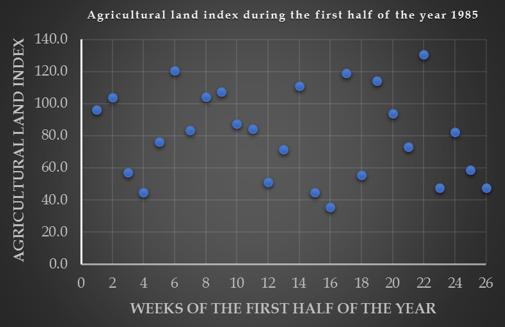 Agricultural land index during the first half of the year 1985
140.0
120.0
100.0
80.0
60.0
40.0
20.0
0.0
AGRICULTURAL LAND INDEX
0 2 4 6 8 10 12 14 16 18 20 22 24 26
WEEKS OF THE FIRST HALF OF THE YEAR